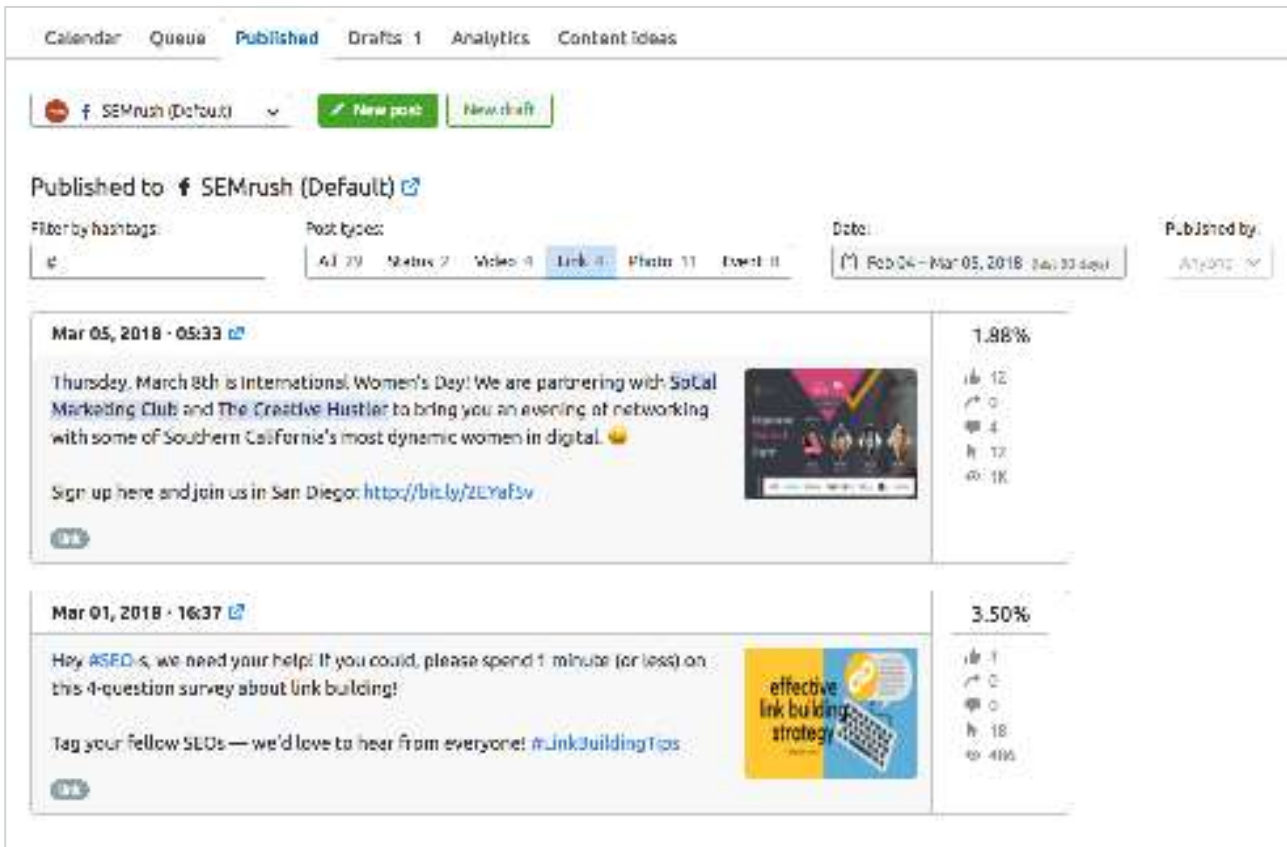 Calendar Queue Published Drafts 1 Analytics Content ideas
SEMrush (Default) New post New draft
Published to f SEMrush (Default)
Filter by hashtags: Post types: Date: Published by:
# All 29 Status 2 Video 4 Link 4 Photo 11 Event 8 Feb 04 – Mar 05, 2018 (last 30 days) Anyone
Mar 05, 2018 · 05:33 1.88%
Thursday, March 8th is International Women's Day! We are partnering with SoCal
Marketing Club and The Creative Hustler to bring you an evening of networking
with some of Southern California's most dynamic women in digital. 😀
Sign up here and join us in San Diego:
link
12
0
4
12
1K
Mar 01, 2018 · 16:37 3.50%
Hey #SEO-s, we need your help! If you could, please spend 1 minute (or less) on
this 4-question survey about link building!
Tag your fellow SEOs — we'd love to hear from everyone! #LinkBuildingTips
link
effective
link building
strategy
0
0
18
486